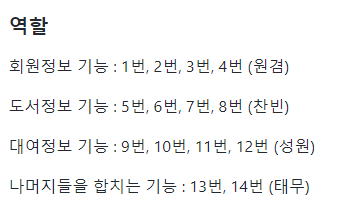 역할
회원정보 기능 : 1번, 2번, 3번, 4번 (원겸)
도서정보 기능 : 5번, 6번, 7번, 8번 (찬빈)
대여정보 기능 : 9번, 10번, 11번, 12번 (성원)
나머지들을 합치는 기능 : 13번, 14번 (태무)